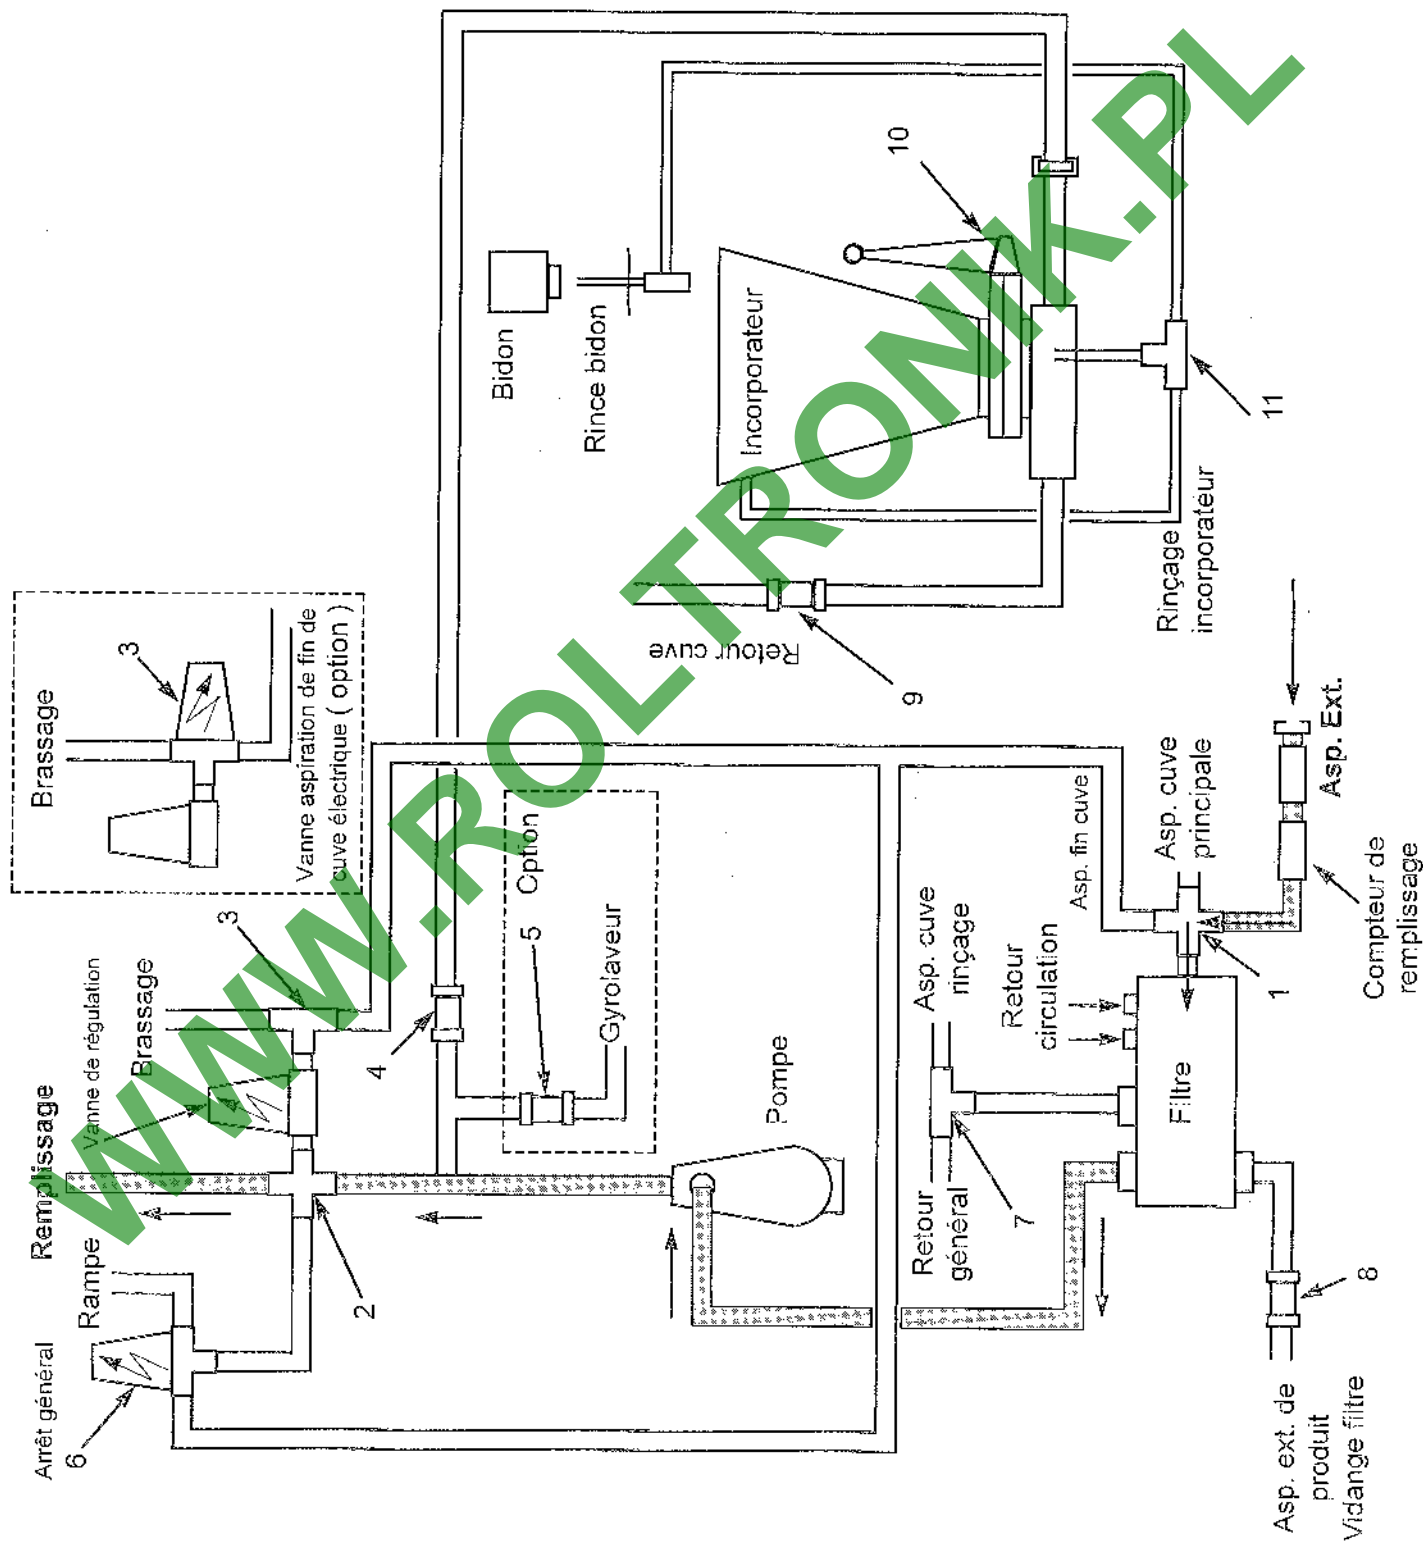 Brassage
3
Vanne aspiration de fin de
cuve électrique ( option )
Arrêt général
6
Rampe
Remplissage
Vanne de régulation
Brassage
3
2
4
Option
5
Gyrolaveur
Pompe
Bidon
Rince bidon
Incorporateur
10
11
Rinçage
incorporateur
Retour cuve
9
Retour
général
7
Asp. cuve
rinçage
Retour
circulation
Filtre
Asp. fin cuve
Asp. cuve
principale
1
Asp. Ext.
Compteur de
remplissage
8
Asp. ext. de
produit
Vidange filtre
WWW.ROLTRONIK.PL